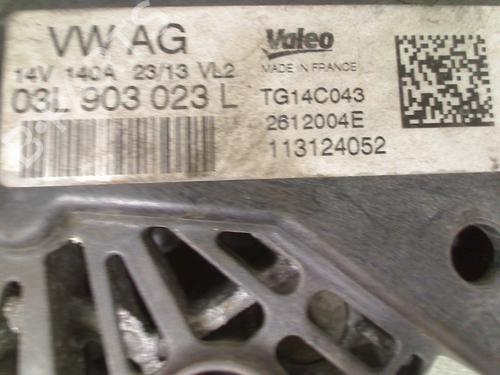 VW AG
14V 140A 23/13 VL2
03L 903 023 L
Valeo
MADE IN FRANCE
TG14C043
2612004E
113124052